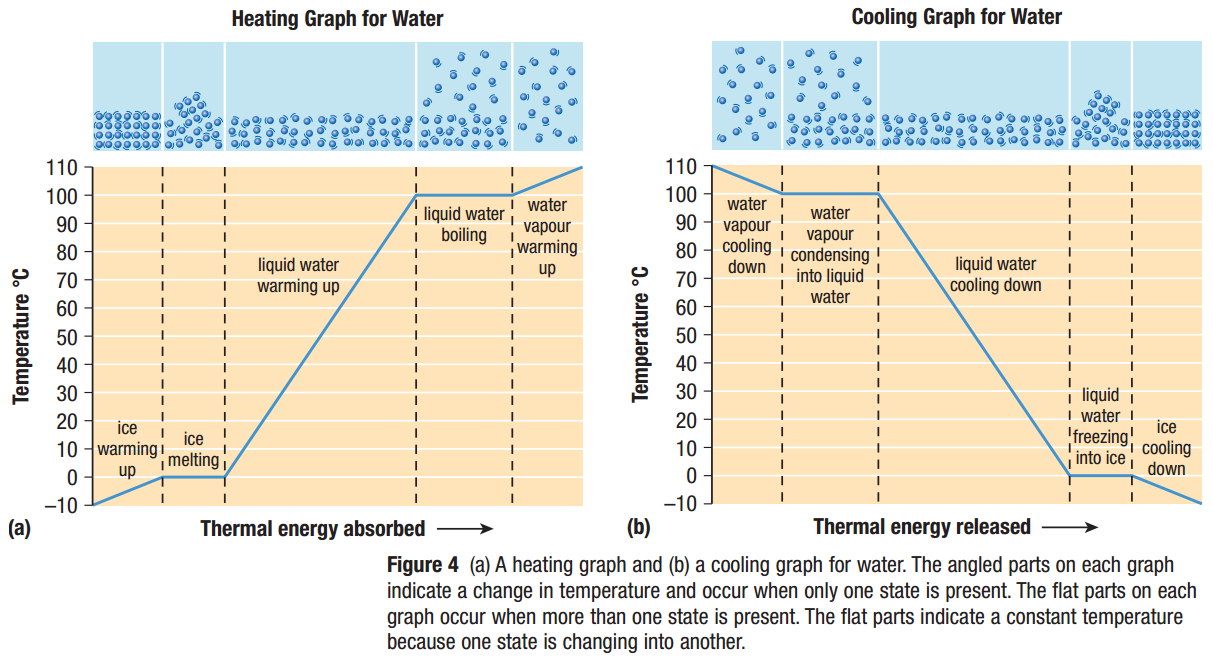 Heating Graph for Water
110
100
90
80
70
60
50
40
30
20
10
0
–10
Temperature °C
ice
warming
up
ice
melting
liquid water
warming up
liquid water
boiling
water
vapour
warming
up
(a)
Thermal energy absorbed
Cooling Graph for Water
110
100
90
80
70
60
50
40
30
20
10
0
–10
Temperature °C
water
vapour
cooling
down
water
vapour
condensing
into liquid
water
liquid water
cooling down
liquid
water
freezing
into ice
ice
cooling
down
(b)
Thermal energy released
Figure 4 (a) A heating graph and (b) a cooling graph for water. The angled parts on each graph
indicate a change in temperature and occur when only one state is present. The flat parts on each
graph occur when more than one state is present. The flat parts indicate a constant temperature
because one state is changing into another.